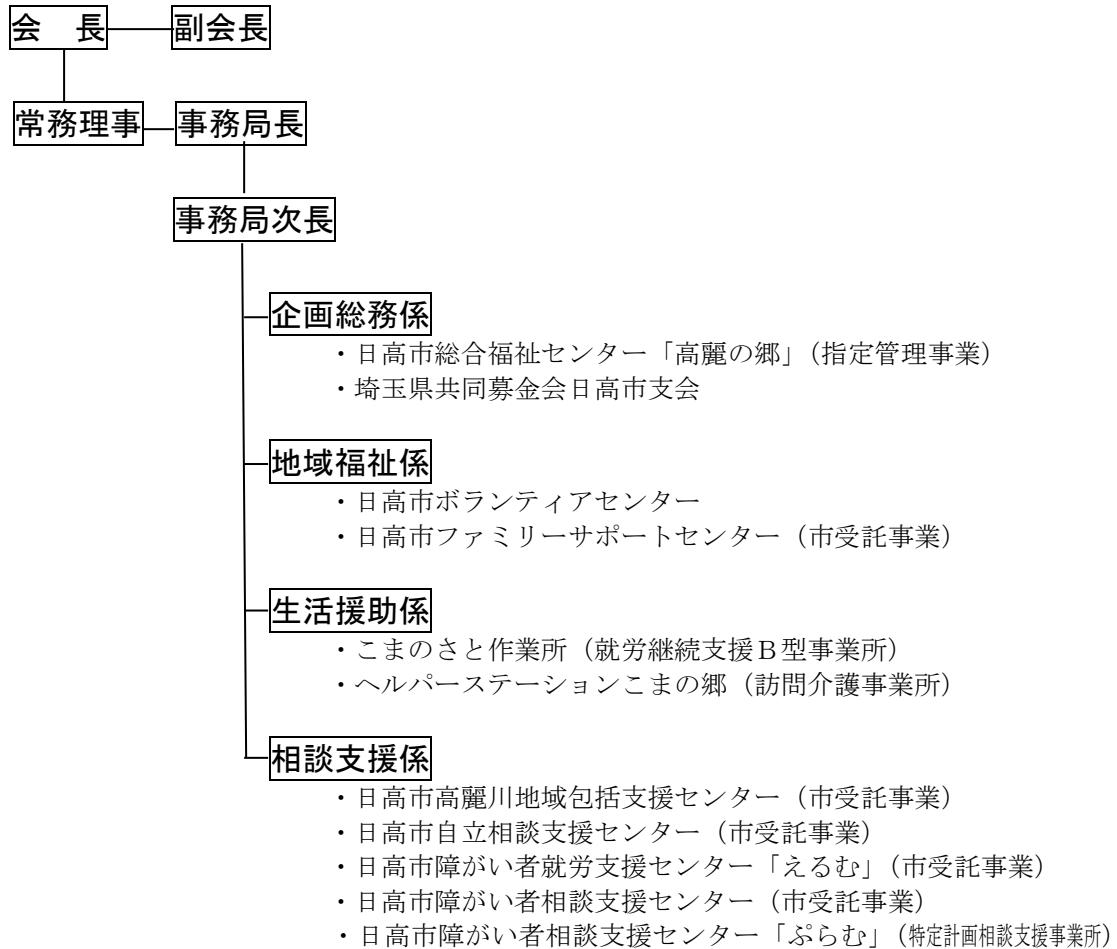 会　長
副会長
常務理事
事務局長
事務局次長
企画総務係
・日高市総合福祉センター「高麗の郷」（指定管理事業）
・埼玉県共同募金会日高市支会
地域福祉係
・日高市ボランティアセンター
・日高市ファミリーサポートセンター（市受託事業）
生活援助係
・こまのさと作業所（就労継続支援Ｂ型事業所）
・ヘルパーステーションこまの郷（訪問介護事業所）
相談支援係
・日高市高麗川地域包括支援センター（市受託事業）
・日高市自立相談支援センター（市受託事業）
・日高市障がい者就労支援センター「えるむ」（市受託事業）
・日高市障がい者相談支援センター（市受託事業）
・日高市障がい者相談支援センター「ぷらむ」（特定計画相談支援事業所）